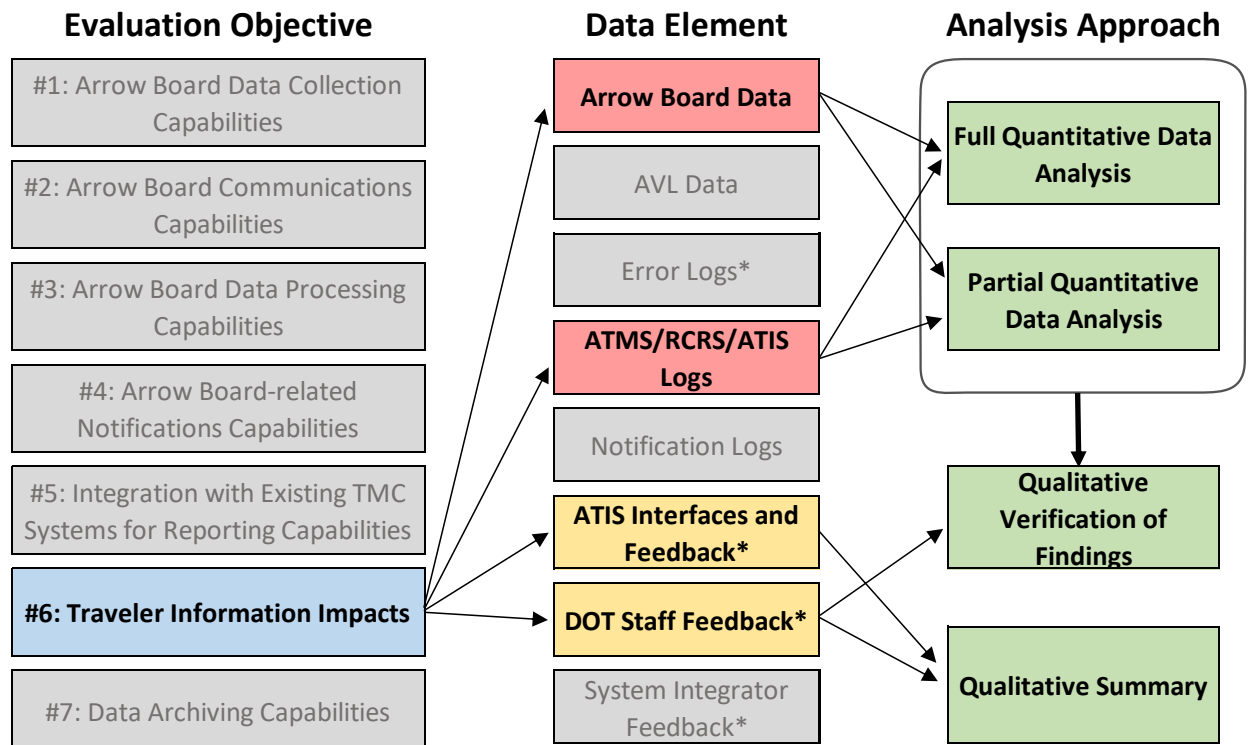 Evaluation Objective
#1: Arrow Board Data Collection
Capabilities
#2: Arrow Board Communications
Capabilities
#3: Arrow Board Data Processing
Capabilities
#4: Arrow Board-related
Notifications Capabilities
#5: Integration with Existing TMC
Systems for Reporting Capabilities
#6: Traveler Information Impacts
#7: Data Archiving Capabilities
Data Element
Arrow Board Data
AVL Data
Error Logs*
ATMS/RCRS/ATIS
Logs
Notification Logs
ATIS Interfaces and
Feedback*
DOT Staff Feedback*
System Integrator
Feedback*
Analysis Approach
Full Quantitative Data
Analysis
Partial Quantitative
Data Analysis
Qualitative
Verification of
Findings
Qualitative Summary